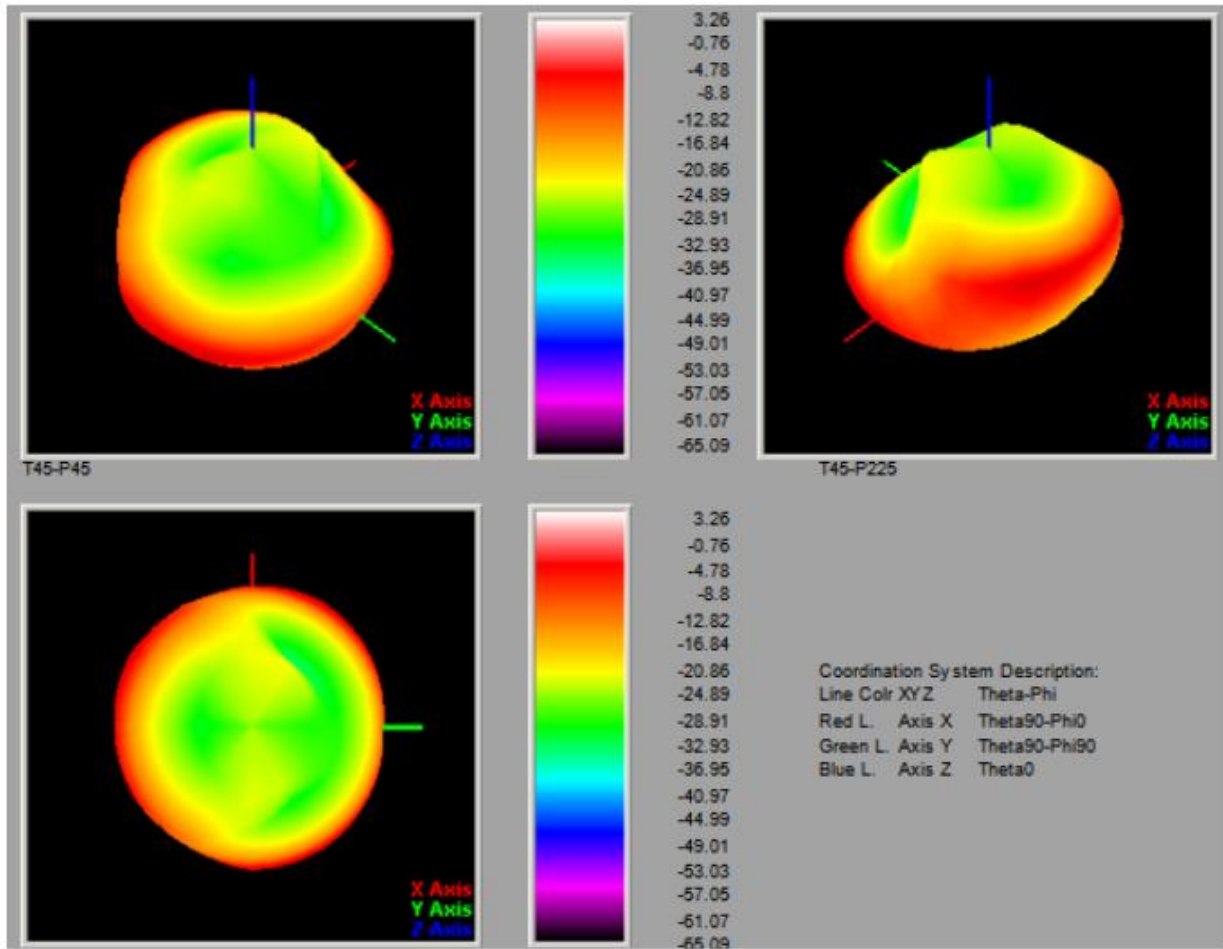 3.26
-0.76
-4.78
-8.8
-12.82
-16.84
-20.86
-24.89
-28.91
-32.93
-36.95
-40.97
-44.99
-49.01
-53.03
-57.05
-61.07
-65.09
X Axis
Y Axis
Z Axis
X Axis
Y Axis
Z Axis
T45-P45
T45-P225
3.26
-0.76
-4.78
-8.8
-12.82
-16.84
-20.86
-24.89
-28.91
-32.93
-36.95
-40.97
-44.99
-49.01
-53.03
-57.05
-61.07
-65.09
X Axis
Y Axis
Z Axis
Coordination System Description:
Line Colr XYZ Theta-Phi
Red L. Axis X Theta90-Phi0
Green L. Axis Y Theta90-Phi90
Blue L. Axis Z Theta0